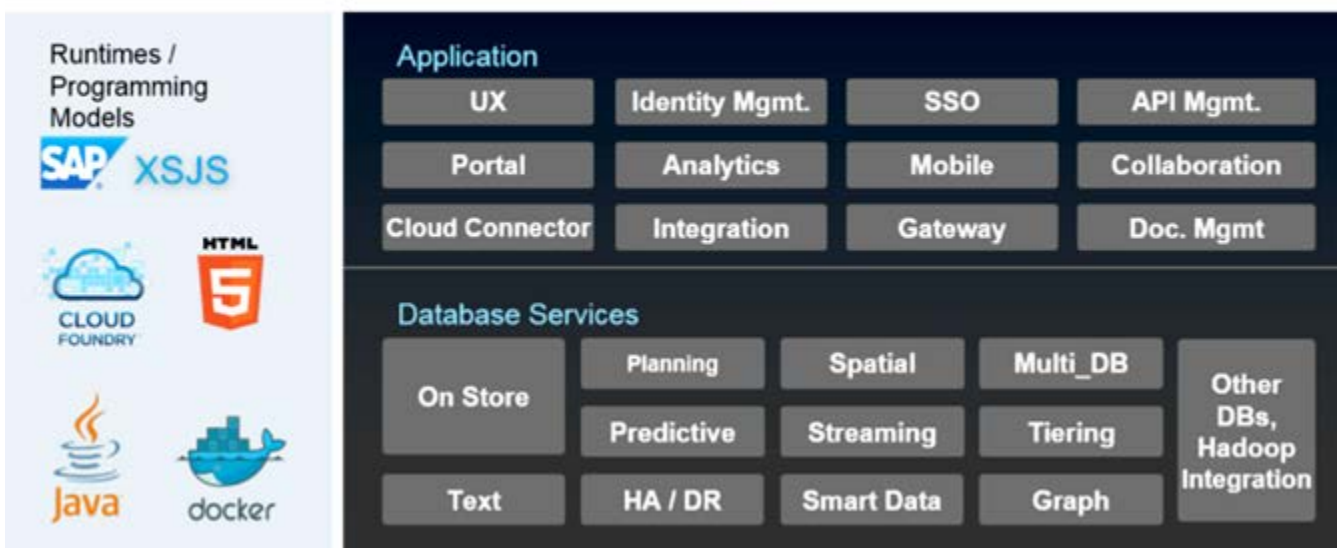 Runtimes /
Programming
Models
SAP XSJS
CLOUD
FOUNDRY
HTML
5
Java
docker
Application
UX
Identity Mgmt.
SSO
API Mgmt.
Portal
Analytics
Mobile
Collaboration
Cloud Connector
Integration
Gateway
Doc. Mgmt
Database Services
On Store
Planning
Spatial
Multi_DB
Predictive
Streaming
Tiering
Text
HA / DR
Smart Data
Graph
Other
DBs,
Hadoop
Integration